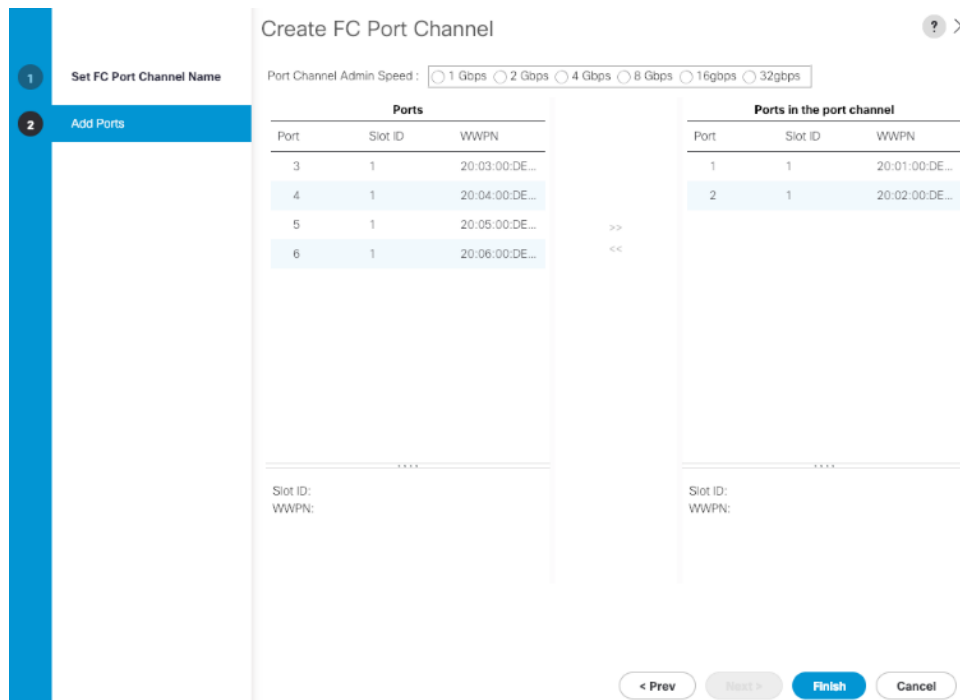 Create FC Port Channel
?
1 Set FC Port Channel Name
2 Add Ports
Port Channel Admin Speed : 1 Gbps 2 Gbps 4 Gbps 8 Gbps 16gbps 32gbps
Ports
Port Slot ID WWPN
3 1 20:03:00:DE...
4 1 20:04:00:DE...
5 1 20:05:00:DE...
6 1 20:06:00:DE...
Slot ID:
WWPN:
>>
<<
Ports in the port channel
Port Slot ID WWPN
1 1 20:01:00:DE...
2 1 20:02:00:DE...
Slot ID:
WWPN:
< Prev Next > Finish Cancel